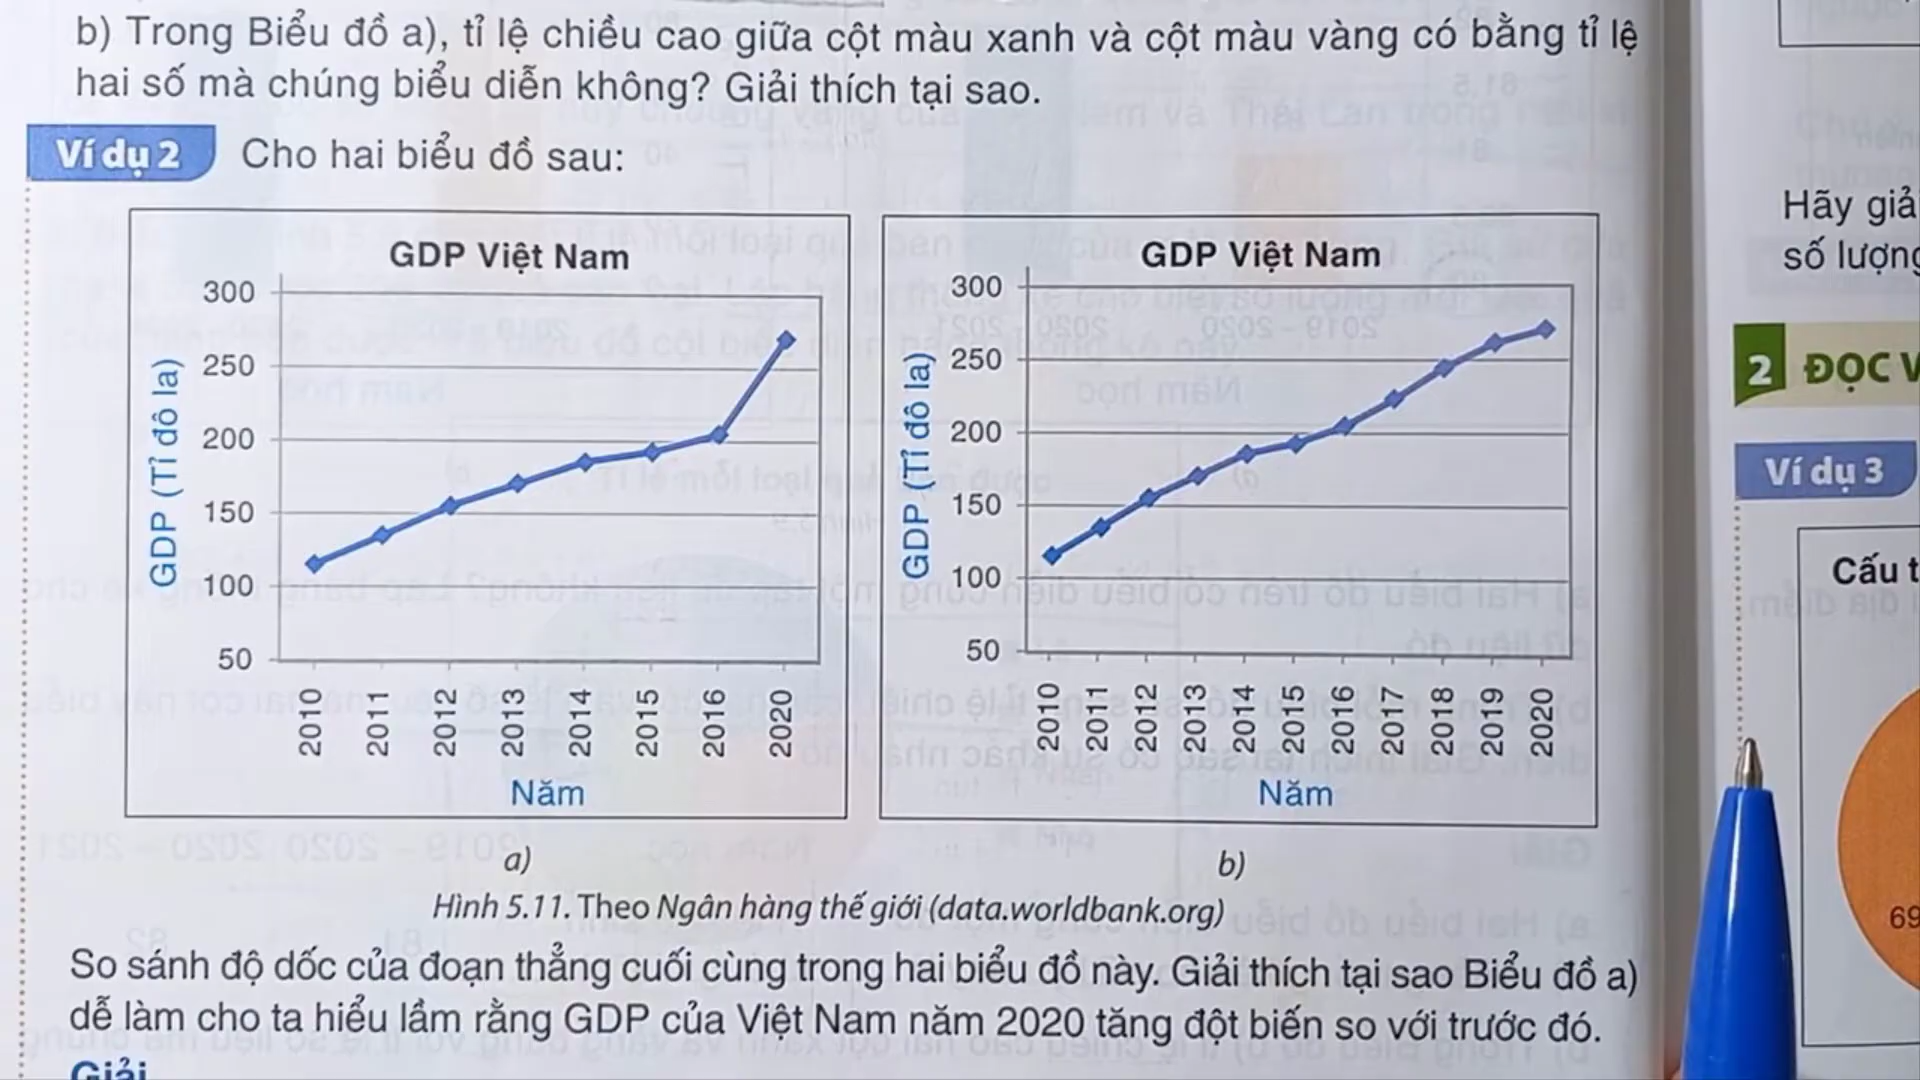 b) Trong Biểu đồ a), tỉ lệ chiều cao giữa cột màu xanh và cột màu vàng có bằng tỉ lệ
hai số mà chúng biểu diễn không? Giải thích tại sao.
Ví dụ 2 Cho hai biểu đồ sau:
GDP Việt Nam
GDP (Tỉ đô la)
300
250
200
150
100
50
2010 2011 2012 2013 2014 2015 2016 2020
Năm
a)
GDP Việt Nam
GDP (Tỉ đô la)
300
250
200
150
100
50
2010 2011 2012 2013 2014 2015 2016 2017 2018 2019 2020
Năm
b)
Hình 5.11. Theo Ngân hàng thế giới (data.worldbank.org)
So sánh độ dốc của đoạn thẳng cuối cùng trong hai biểu đồ này. Giải thích tại sao Biểu đồ a)
dễ làm cho ta hiểu lầm rằng GDP của Việt Nam năm 2020 tăng đột biến so với trước đó.
Giải
Hãy giả
số lượng
2 ĐỌC V
Ví dụ 3
Cấu t
69